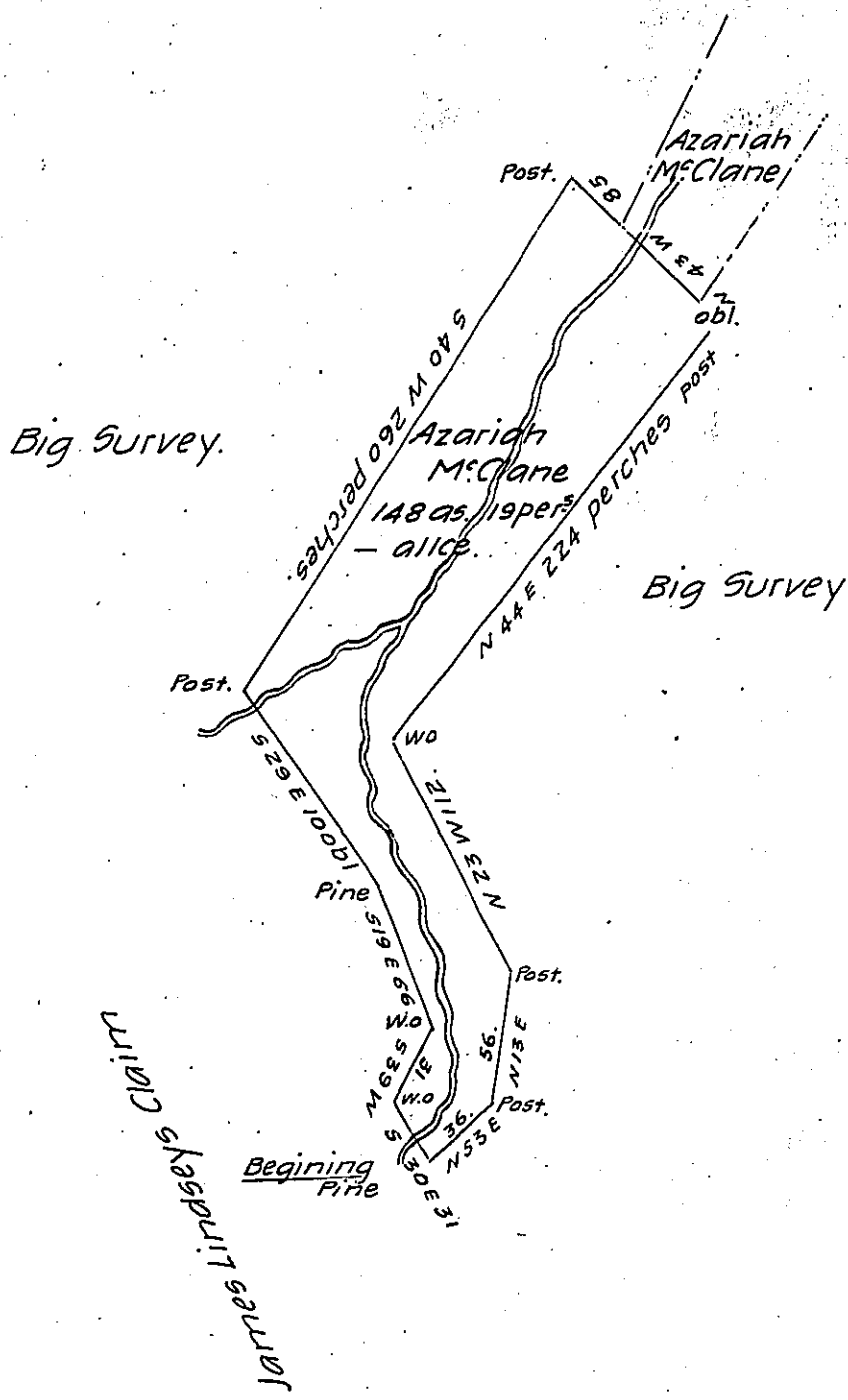 Azariah
McClane
Post.
85
N 43 W
obl.
S 40 W 260 perches.
Big Survey.
Azariah
McClane
148 as. 19 pers.
— allce.
N 44 E 224 perches post
Big Survey
Post.
WO
S 62 E 100
N 23 W 112.
Pine
S 19 E 66
Post.
W.O
S 39 W
31
56.
N 13 E
W.O
Post.
36.
N 53 E
S 30 E 31
Begining
Pine
James Lindseys Claim